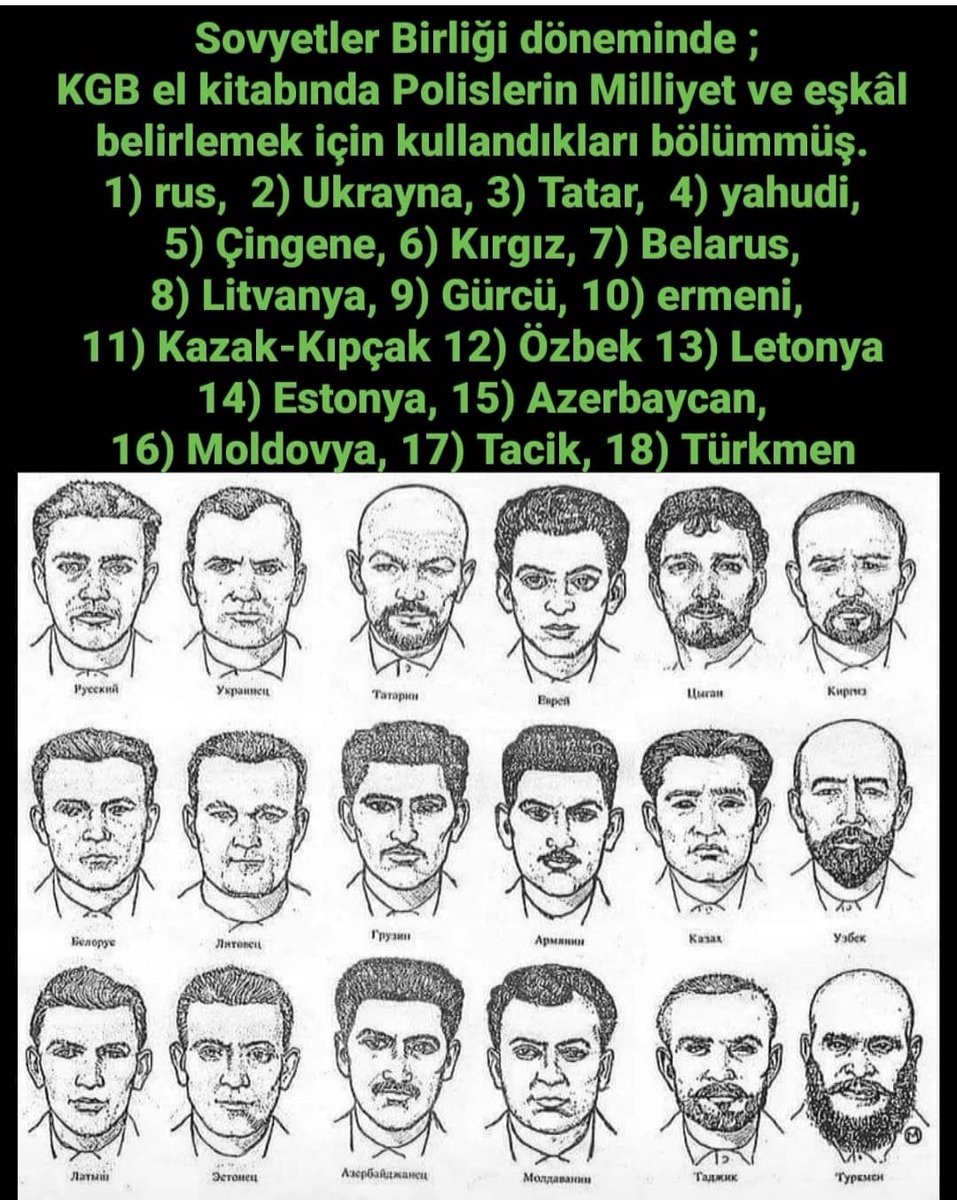 Sovyetler Birliği döneminde ;
KGB el kitabında Polislerin Milliyet ve eşkâl
belirlemek için kullandıkları bölümmüş.
1) rus, 2) Ukrayna, 3) Tatar, 4) yahudi,
5) Çingene, 6) Kırgız, 7) Belarus,
8) Litvanya, 9) Gürcü, 10) ermeni,
11) Kazak-Kıpçak 12) Özbek 13) Letonya
14) Estonya, 15) Azerbaycan,
16) Moldovya, 17) Tacik, 18) Türkmen
Русский Украинец Татарин Еврей Цыган Киргиз
Белорус Литовец Грузин Армянин Казах Узбек
Латыш Эстонец Азербайджанец Молдаванин Таджик Туркмен
M